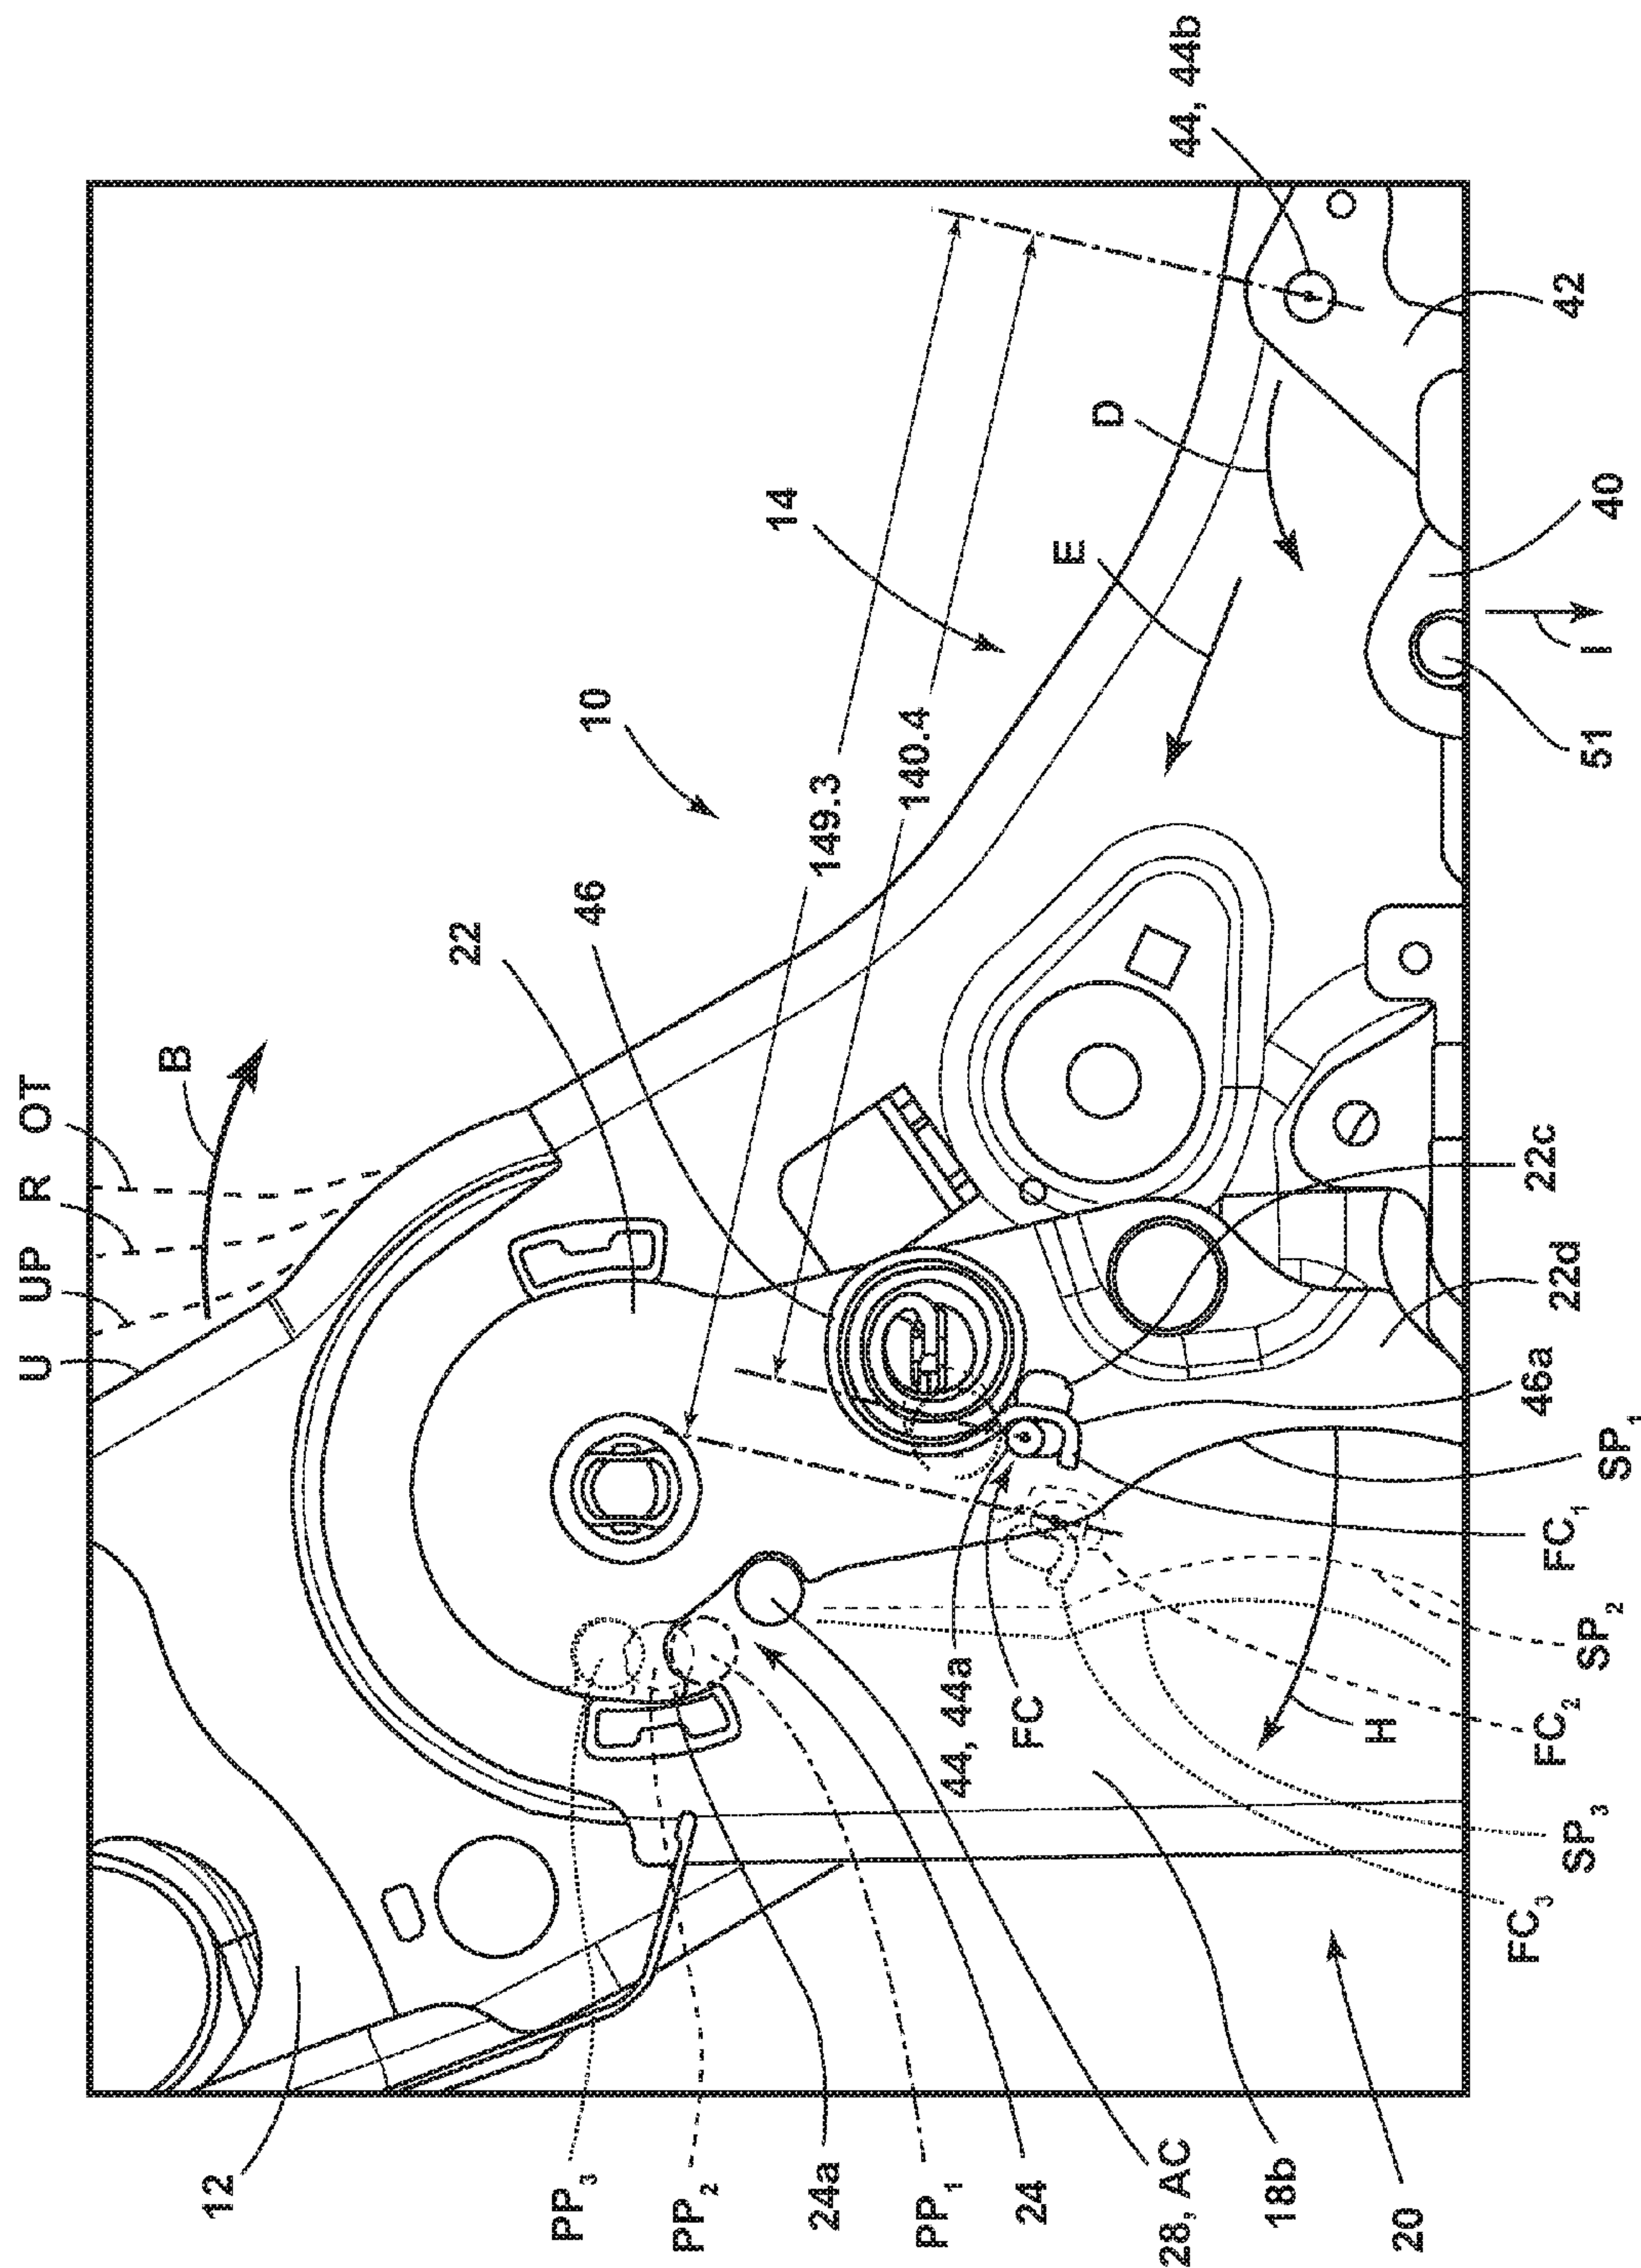 U
UP
R
OT
B
22
46
10
14
44, 44b
149.3
140.4
E
D
42
40
I
51
22c
22d
46a
SP1
FC1
SP2
FC2
H
SP3
FC3
44, 44a
FC
12
PP3
PP2
24a
PP1
24
28, AC
18b
20